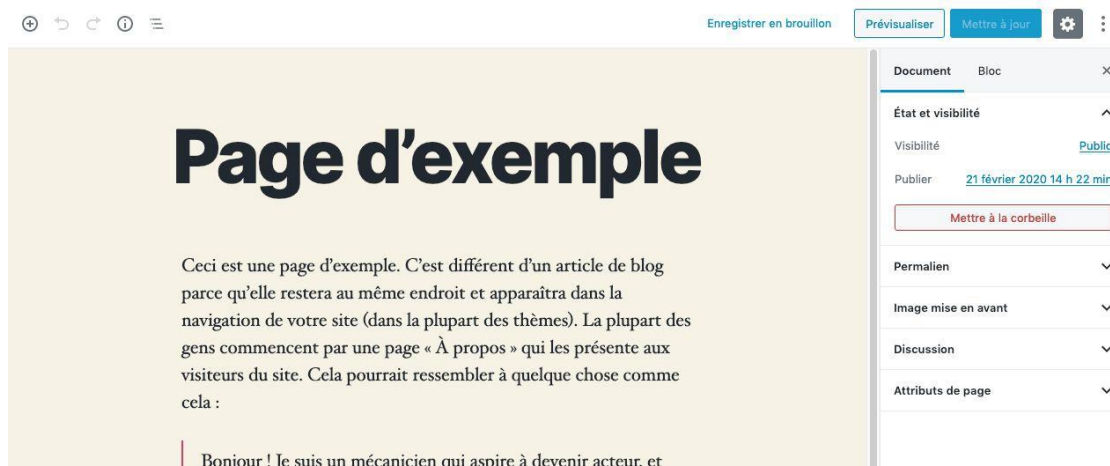 Enregistrer en brouillon
Prévisualiser
Mettre à jour
Document
Bloc
État et visibilité
Visibilité
Public
Publier
21 février 2020 14 h 22 min
Mettre à la corbeille
Permalien
Image mise en avant
Discussion
Attributs de page
Page d’exemple
Ceci est une page d’exemple. C’est différent d’un article de blog
parce qu’elle restera au même endroit et apparaîtra dans la
navigation de votre site (dans la plupart des thèmes). La plupart des
gens commencent par une page « À propos » qui les présente aux
visiteurs du site. Cela pourrait ressembler à quelque chose comme
cela :
Bonjour ! Je suis un mécanicien qui aspire à devenir acteur, et